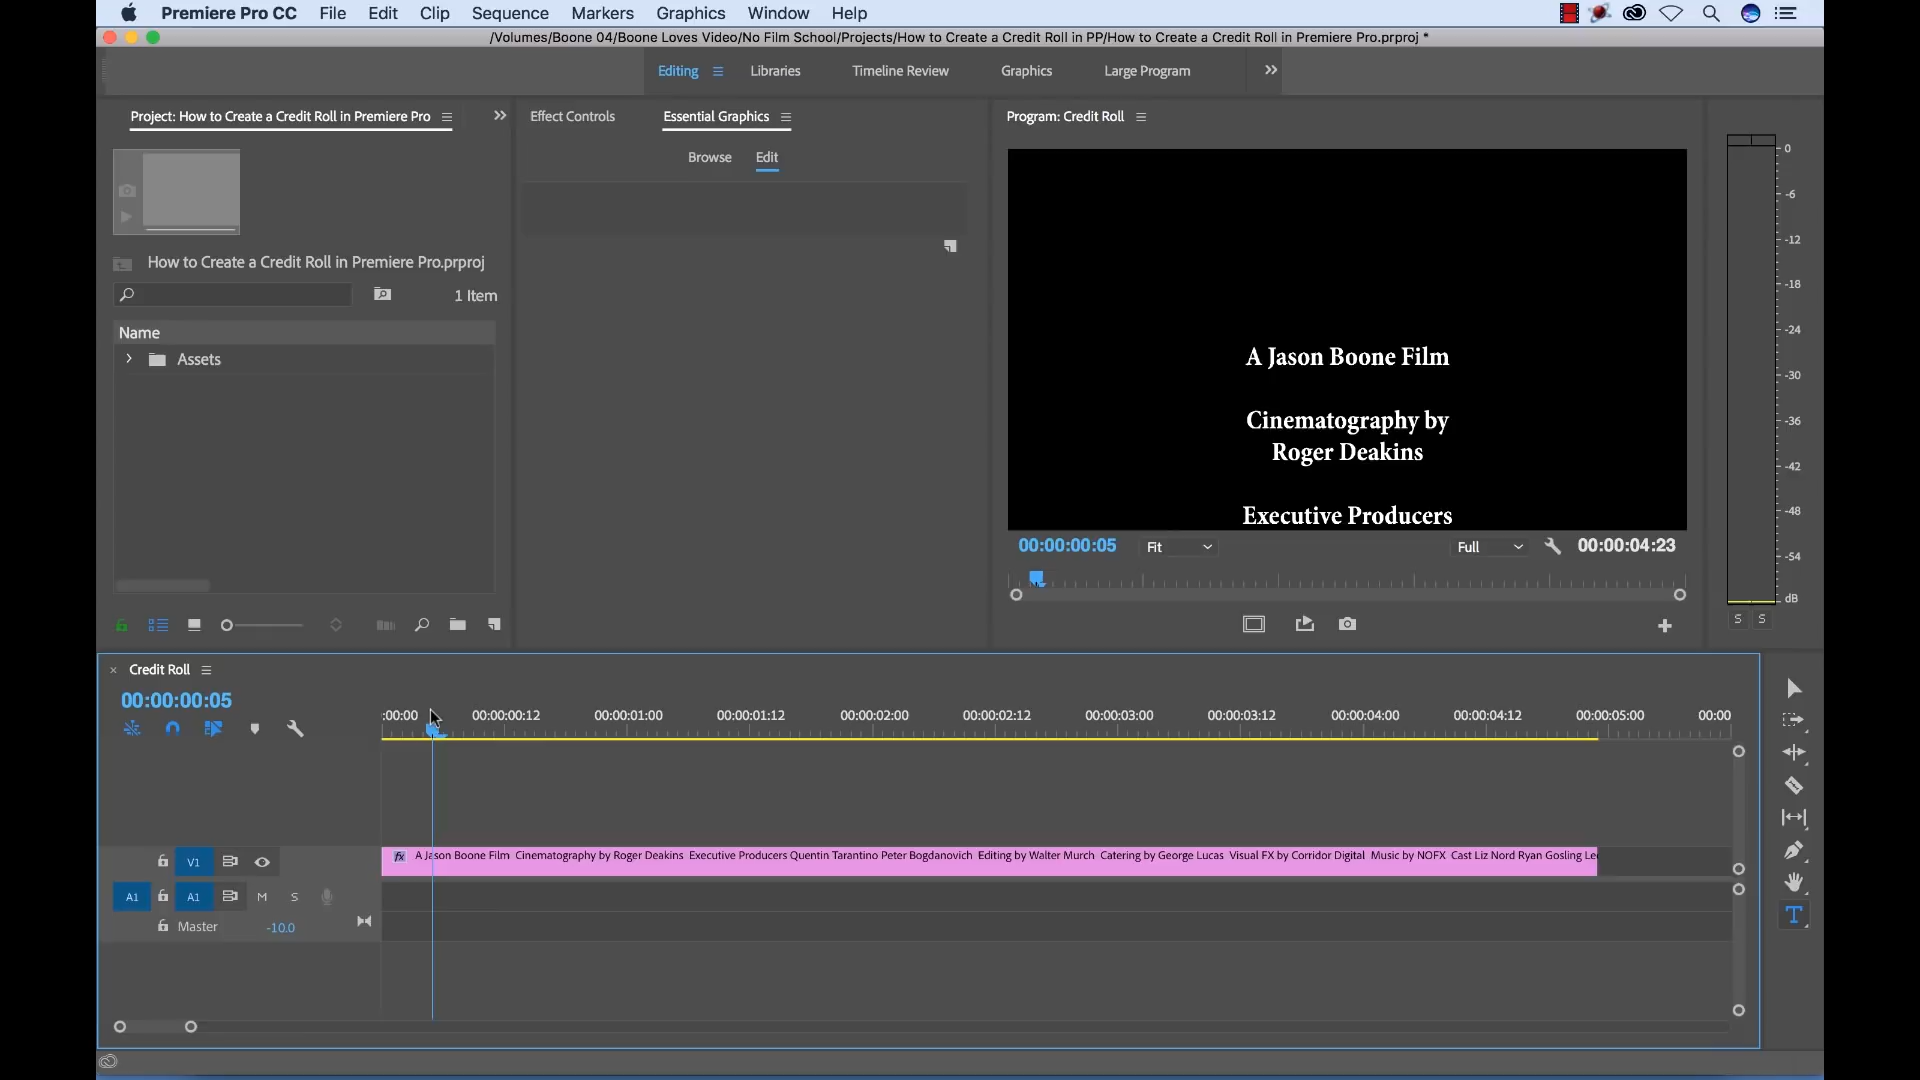 Premiere Pro CC File Edit Clip Sequence Markers Graphics Window Help
/Volumes/Boone 04/Boone Loves Video/No Film School/Projects/How to Create a Credit Roll in PP/How to Create a Credit Roll in Premiere Pro.prproj *
Editing Libraries Timeline Review Graphics Large Program
Project: How to Create a Credit Roll in Premiere Pro
Effect Controls Essential Graphics
Program: Credit Roll
Browse Edit
How to Create a Credit Roll in Premiere Pro.prproj
1 Item
Name
Assets
A Jason Boone Film
Cinematography by
Roger Deakins
Executive Producers
00:00:00:05 Fit Full 00:00:04:23
0
-6
-12
-18
-24
-30
-36
-42
-48
-54
dB
S S
× Credit Roll
00:00:00:05
:00:00 00:00:00:12 00:00:01:00 00:00:01:12 00:00:02:00 00:00:02:12 00:00:03:00 00:00:03:12 00:00:04:00 00:00:04:12 00:00:05:00 00:00
V1
fx A Jason Boone Film Cinematography by Roger Deakins Executive Producers Quentin Tarantino Peter Bogdanovich Editing by Walter Murch Catering by George Lucas Visual FX by Corridor Digital Music by NOFX Cast Liz Nord Ryan Gosling Le
A1 A1 M S
Master -10.0